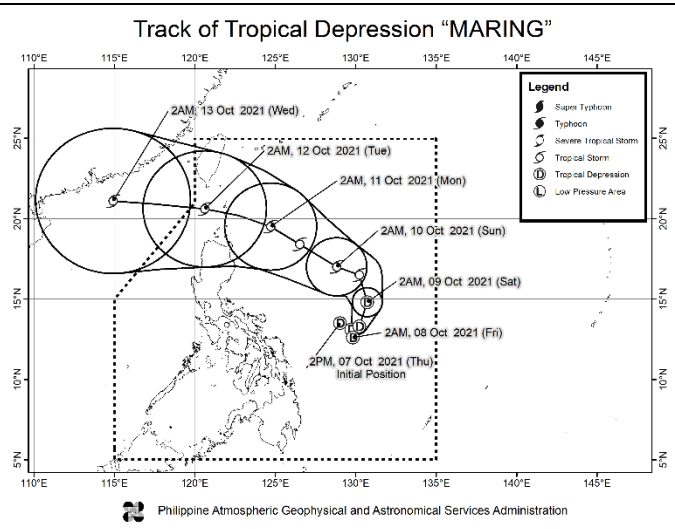 Track of Tropical Depression “MARING”
110°E 115°E 120°E 125°E 130°E 135°E 140°E 145°E
25°N 25°N
20°N 20°N
15°N 15°N
10°N 10°N
5°N 5°N
Legend
Super Typhoon
Typhoon
Severe Tropical Storm
Tropical Storm
D Tropical Depression
L Low Pressure Area
2AM, 13 Oct 2021 (Wed)
2AM, 12 Oct 2021 (Tue)
2AM, 11 Oct 2021 (Mon)
2AM, 10 Oct 2021 (Sun)
2AM, 09 Oct 2021 (Sat)
2AM, 08 Oct 2021 (Fri)
2PM, 07 Oct 2021 (Thu)
Initial Position
D
D
D
D
110°E 115°E 120°E 125°E 130°E 135°E 140°E 145°E
Philippine Atmospheric Geophysical and Astronomical Services Administration